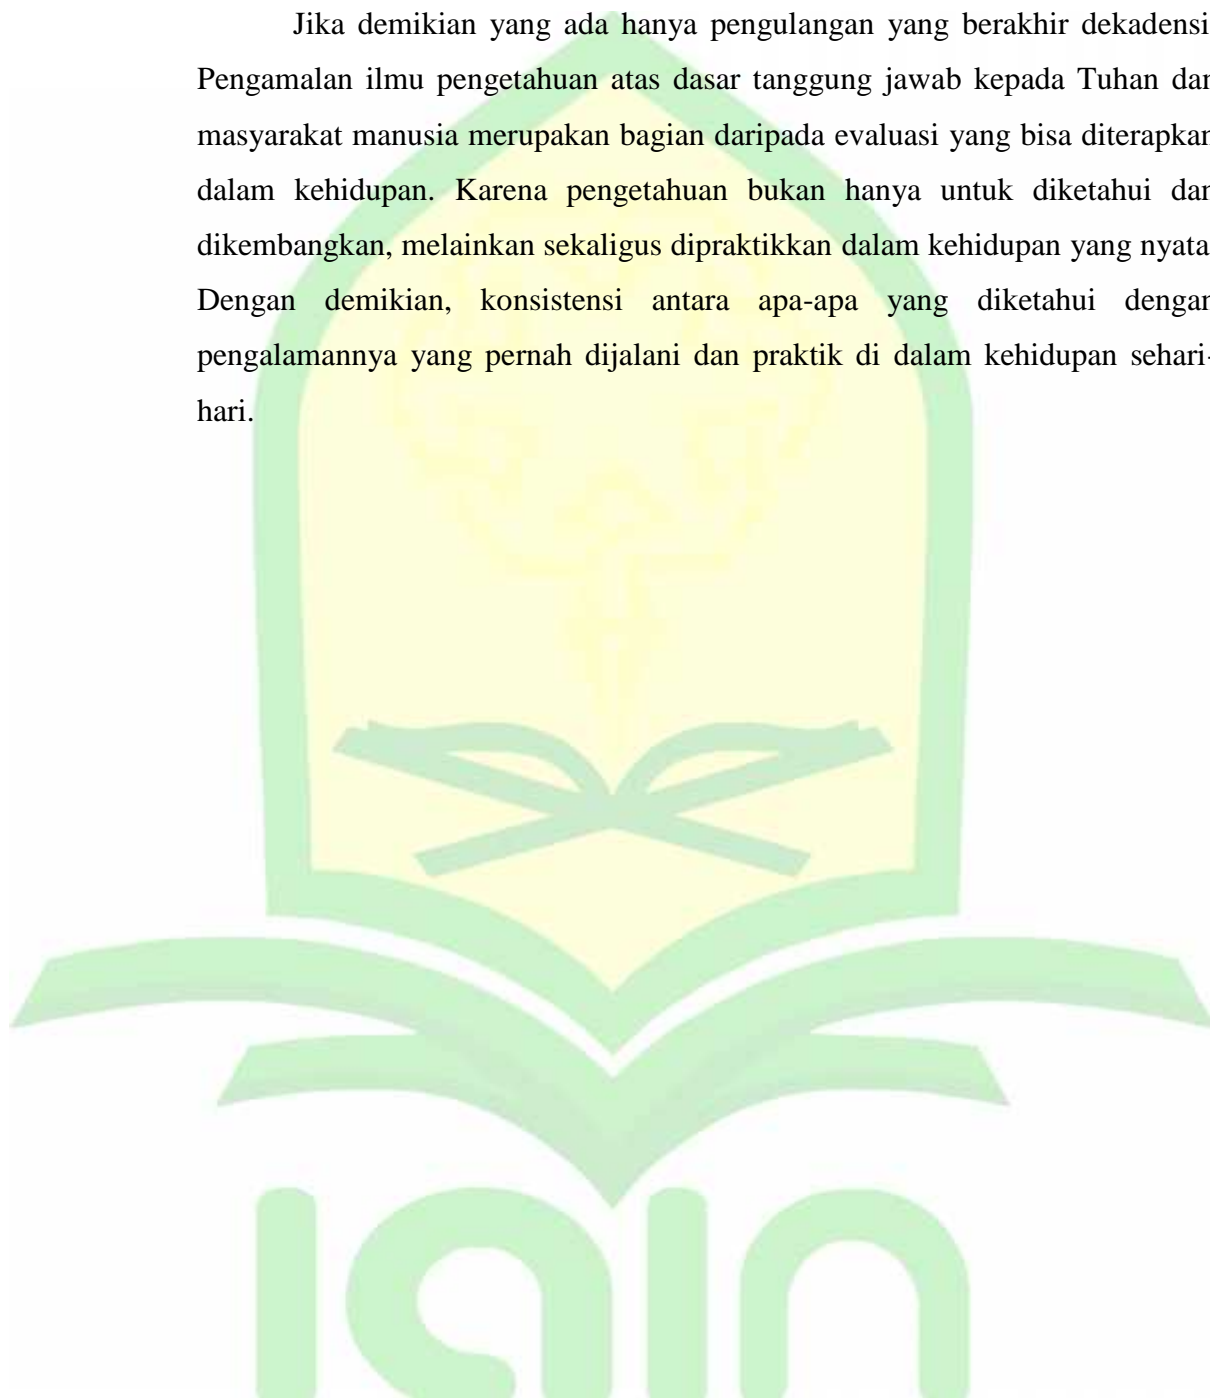 Jika demikian yang ada hanya pengulangan yang berakhir dekadensi
Pengamalan ilmu pengetahuan atas dasar tanggung jawab kepada Tuhan dan
masyarakat manusia merupakan bagian daripada evaluasi yang bisa diterapkan
dalam kehidupan. Karena pengetahuan bukan hanya untuk diketahui dan
dikembangkan, melainkan sekaligus dipraktikkan dalam kehidupan yang nyata
Dengan demikian, konsistensi antara apa-apa yang diketahui dengan
pengalamannya yang pernah dijalani dan praktik di dalam kehidupan sehari-
hari.
IAIN